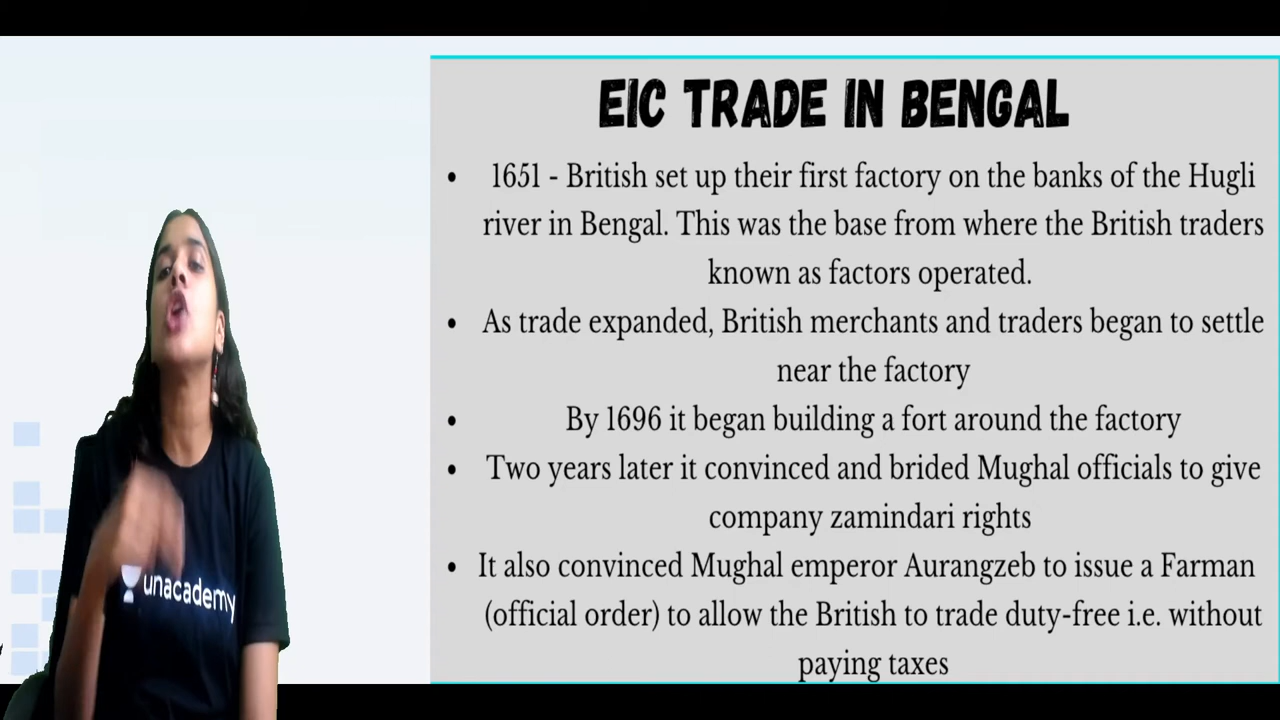 EIC TRADE IN BENGAL
• 1651 - British set up their first factory on the banks of the Hugli
river in Bengal. This was the base from where the British traders
known as factors operated.
• As trade expanded, British merchants and traders began to settle
near the factory
• By 1696 it began building a fort around the factory
• Two years later it convinced and brided Mughal officials to give
company zamindari rights
• It also convinced Mughal emperor Aurangzeb to issue a Farman
(official order) to allow the British to trade duty-free i.e. without
paying taxes
unacademy